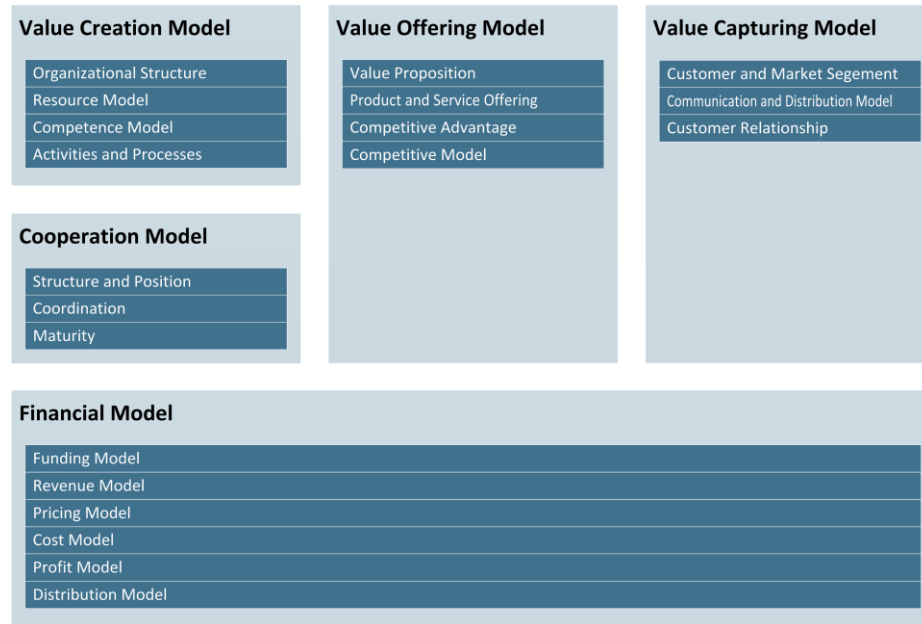 Value Creation Model
Organizational Structure
Resource Model
Competence Model
Activities and Processes
Value Offering Model
Value Proposition
Product and Service Offering
Competitive Advantage
Competitive Model
Value Capturing Model
Customer and Market Segement
Communication and Distribution Model
Customer Relationship
Cooperation Model
Structure and Position
Coordination
Maturity
Financial Model
Funding Model
Revenue Model
Pricing Model
Cost Model
Profit Model
Distribution Model